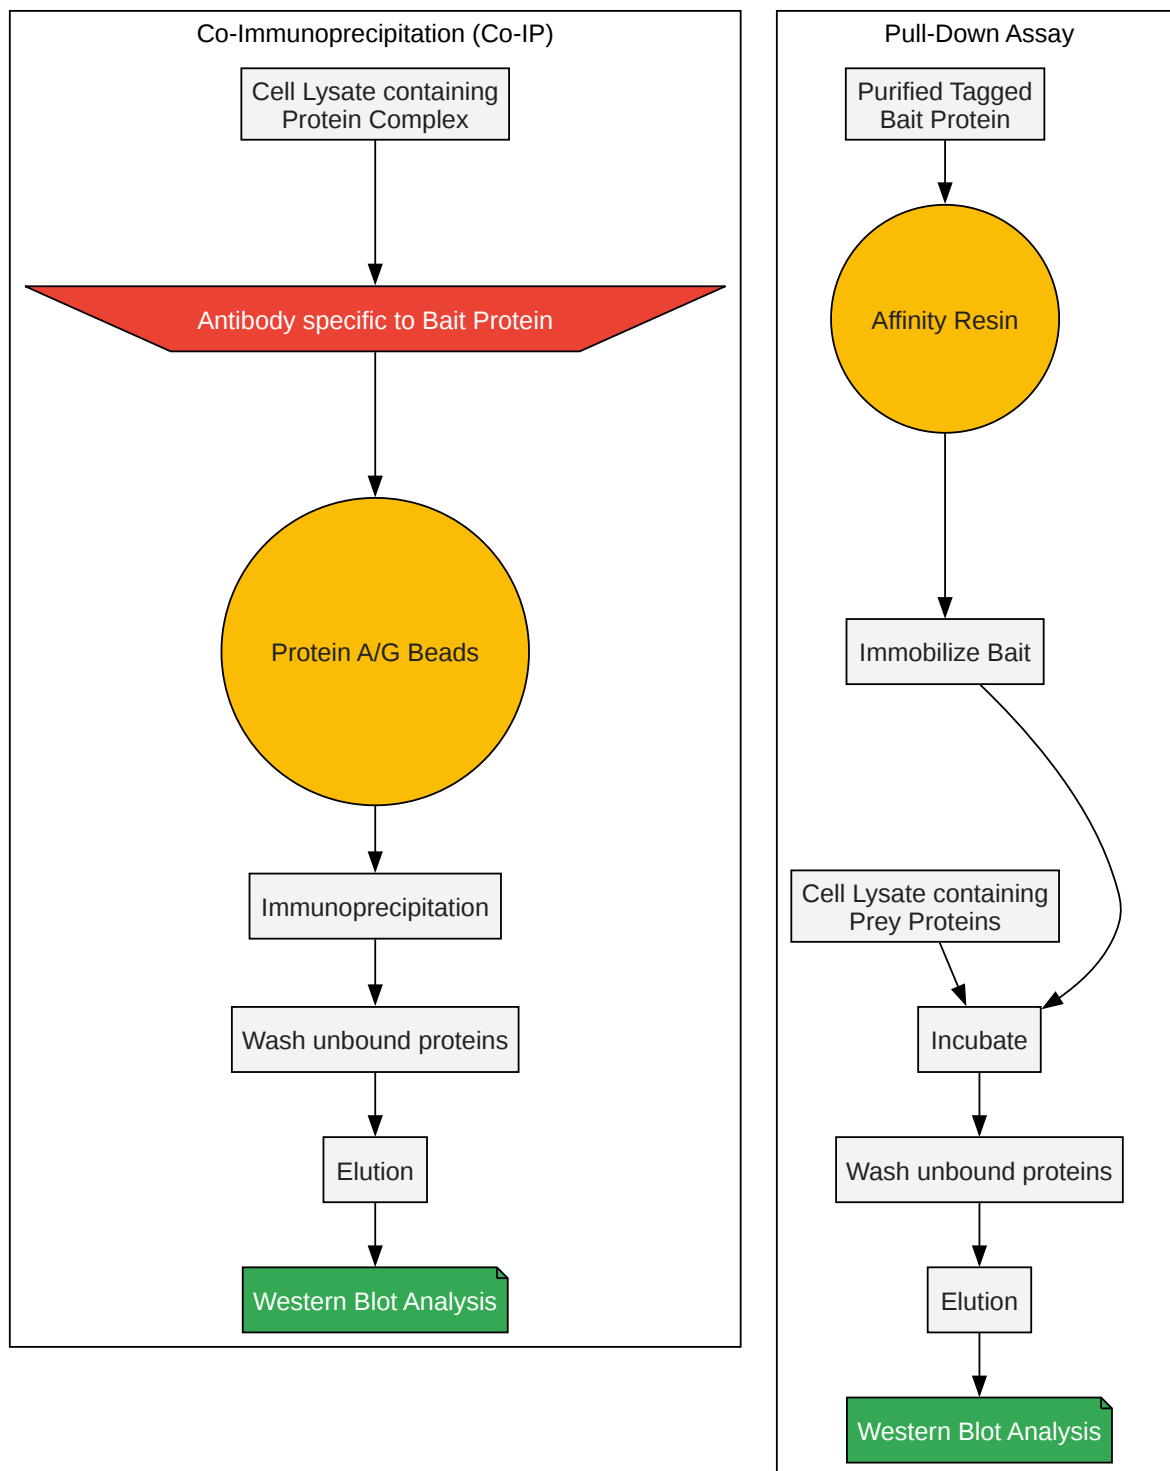 Co-Immunoprecipitation (Co-IP)
Cell Lysate containing
Protein Complex
Antibody specific to Bait Protein
Protein A/G Beads
Immunoprecipitation
Wash unbound proteins
Elution
Western Blot Analysis
Pull-Down Assay
Purified Tagged
Bait Protein
Affinity Resin
Immobilize Bait
Cell Lysate containing
Prey Proteins
Incubate
Wash unbound proteins
Elution
Western Blot Analysis